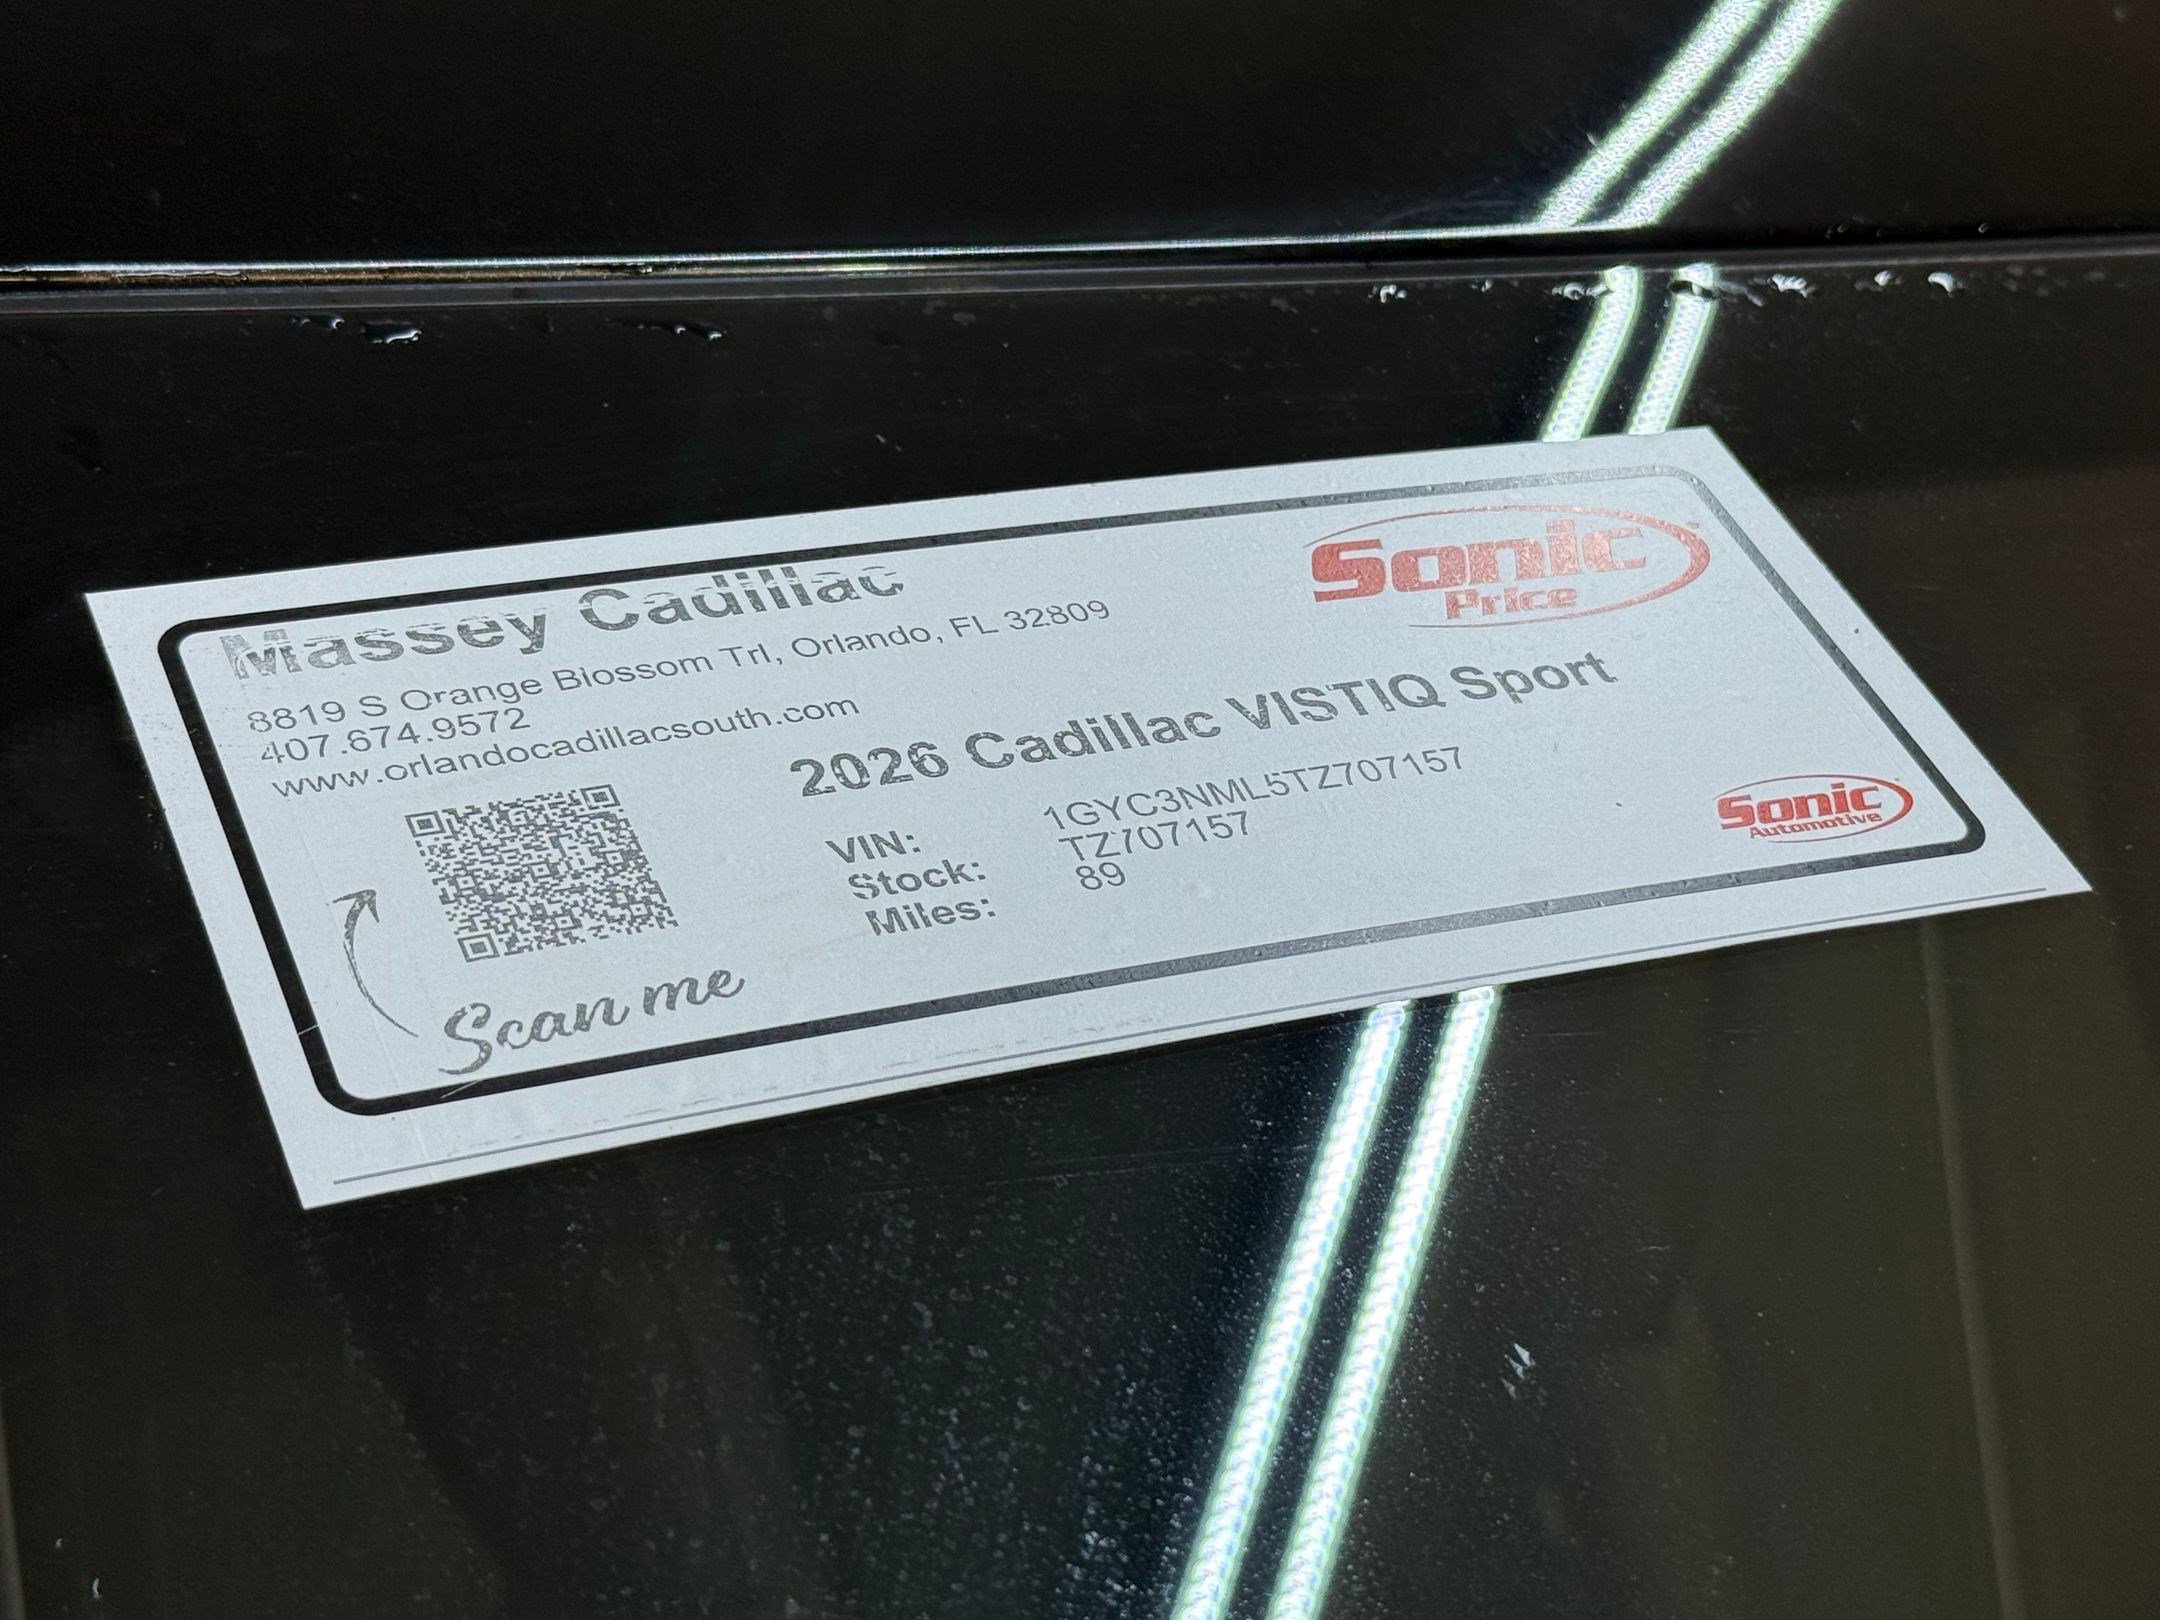 Massey Cadillac
8819 S Orange Blossom Trl, Orlando, FL 32809
407.674.9572
www.orlandocadillacsouth.com
Sonic
Price
2026 Cadillac VISTIQ Sport
VIN: 1GYC3NML5TZ707157
Stock: TZ707157
Miles: 89
Scan me
Sonic
Automotive